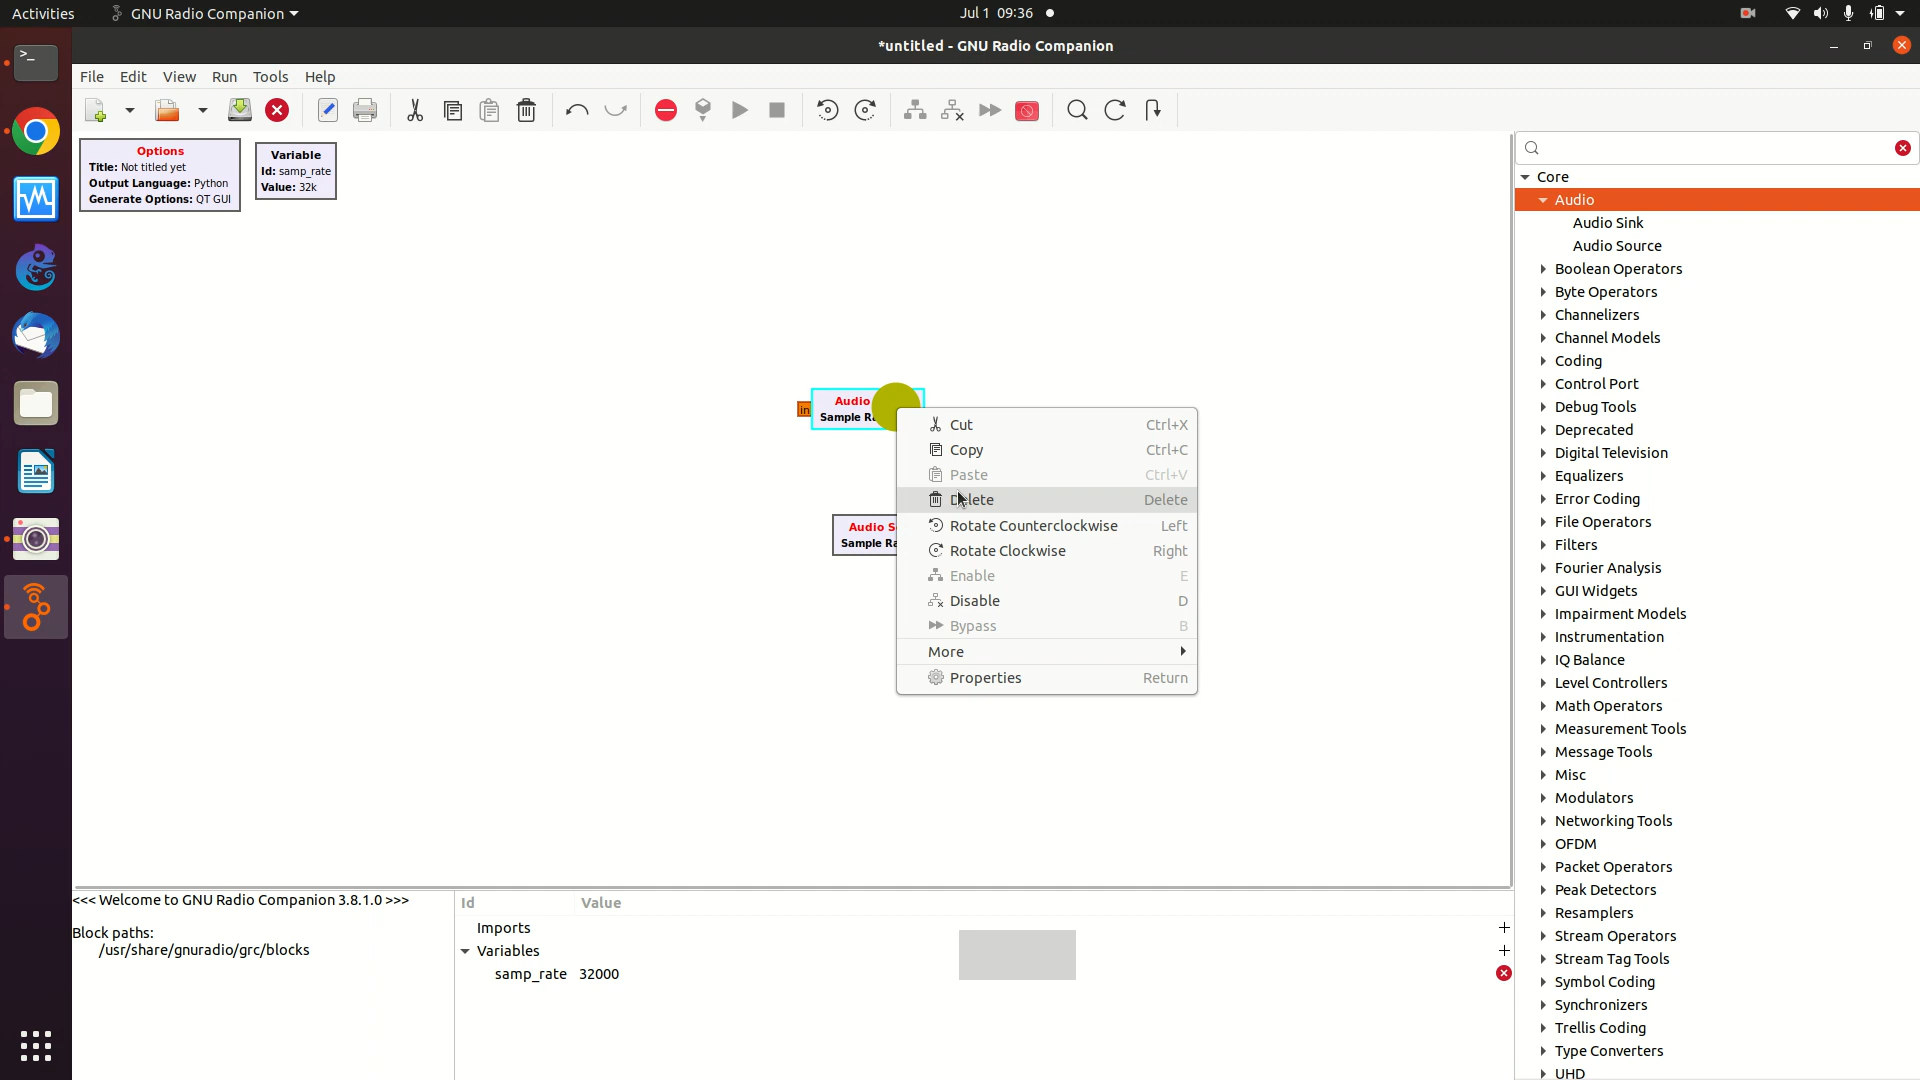 Activities
GNU Radio Companion
Jul 1 09:36
*untitled - GNU Radio Companion
File Edit View Run Tools Help
Options
Title: Not titled yet
Output Language: Python
Generate Options: QT GUI
Variable
Id: samp_rate
Value: 32k
in
Audio
Sample Ra
Audio S
Sample Ra
Cut Ctrl+X
Copy Ctrl+C
Paste Ctrl+V
Delete Delete
Rotate Counterclockwise Left
Rotate Clockwise Right
Enable E
Disable D
Bypass B
More
Properties Return
Core
Audio
Audio Sink
Audio Source
Boolean Operators
Byte Operators
Channelizers
Channel Models
Coding
Control Port
Debug Tools
Deprecated
Digital Television
Equalizers
Error Coding
File Operators
Filters
Fourier Analysis
GUI Widgets
Impairment Models
Instrumentation
IQ Balance
Level Controllers
Math Operators
Measurement Tools
Message Tools
Misc
Modulators
Networking Tools
OFDM
Packet Operators
Peak Detectors
Resamplers
Stream Operators
Stream Tag Tools
Symbol Coding
Synchronizers
Trellis Coding
Type Converters
UHD
<<< Welcome to GNU Radio Companion 3.8.1.0 >>>
Block paths:
/usr/share/gnuradio/grc/blocks
Id Value
Imports
Variables
samp_rate 32000